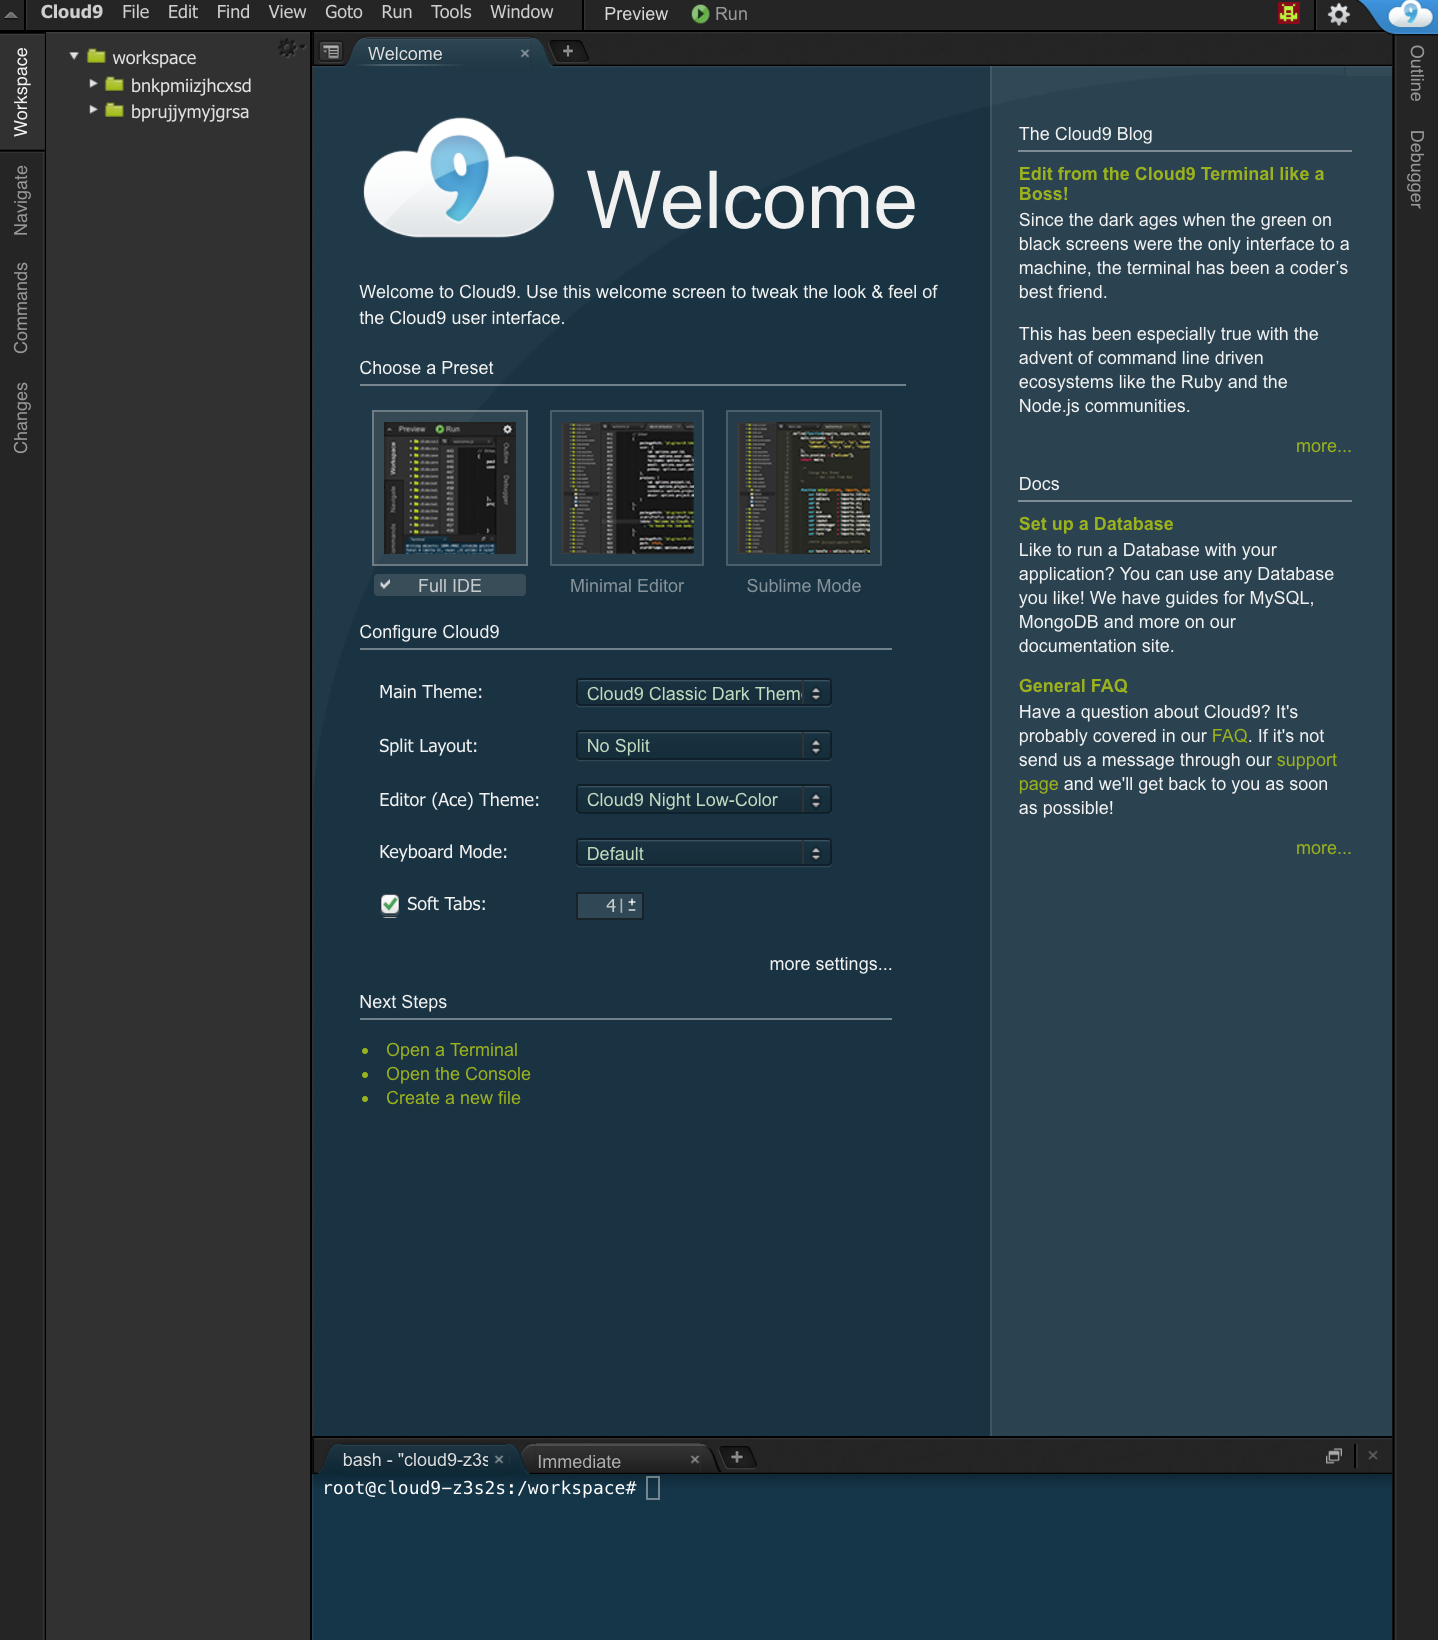 Cloud9 File Edit Find View Goto Run Tools Window Preview Run
Workspace
Navigate
Commands
Changes
workspace
bnkpmiizjhcxsd
bprujjymyjgrsa
Welcome
9 Welcome
Welcome to Cloud9. Use this welcome screen to tweak the look & feel of
the Cloud9 user interface.
Choose a Preset
Preview Run
Full IDE
Minimal Editor
Sublime Mode
Configure Cloud9
Main Theme: Cloud9 Classic Dark Them
Split Layout: No Split
Editor (Ace) Theme: Cloud9 Night Low-Color
Keyboard Mode: Default
Soft Tabs: 4
more settings...
Next Steps
• Open a Terminal
• Open the Console
• Create a new file
The Cloud9 Blog
Edit from the Cloud9 Terminal like a
Boss!
Since the dark ages when the green on
black screens were the only interface to a
machine, the terminal has been a coder’s
best friend.
This has been especially true with the
advent of command line driven
ecosystems like the Ruby and the
Node.js communities.
more...
Docs
Set up a Database
Like to run a Database with your
application? You can use any Database
you like! We have guides for MySQL,
MongoDB and more on our
documentation site.
General FAQ
Have a question about Cloud9? It's
probably covered in our FAQ. If it's not
send us a message through our support
page and we'll get back to you as soon
as possible!
more...
9
Outline
Debugger
bash - "cloud9-z3s
Immediate
root@cloud9-z3s2s:/workspace#